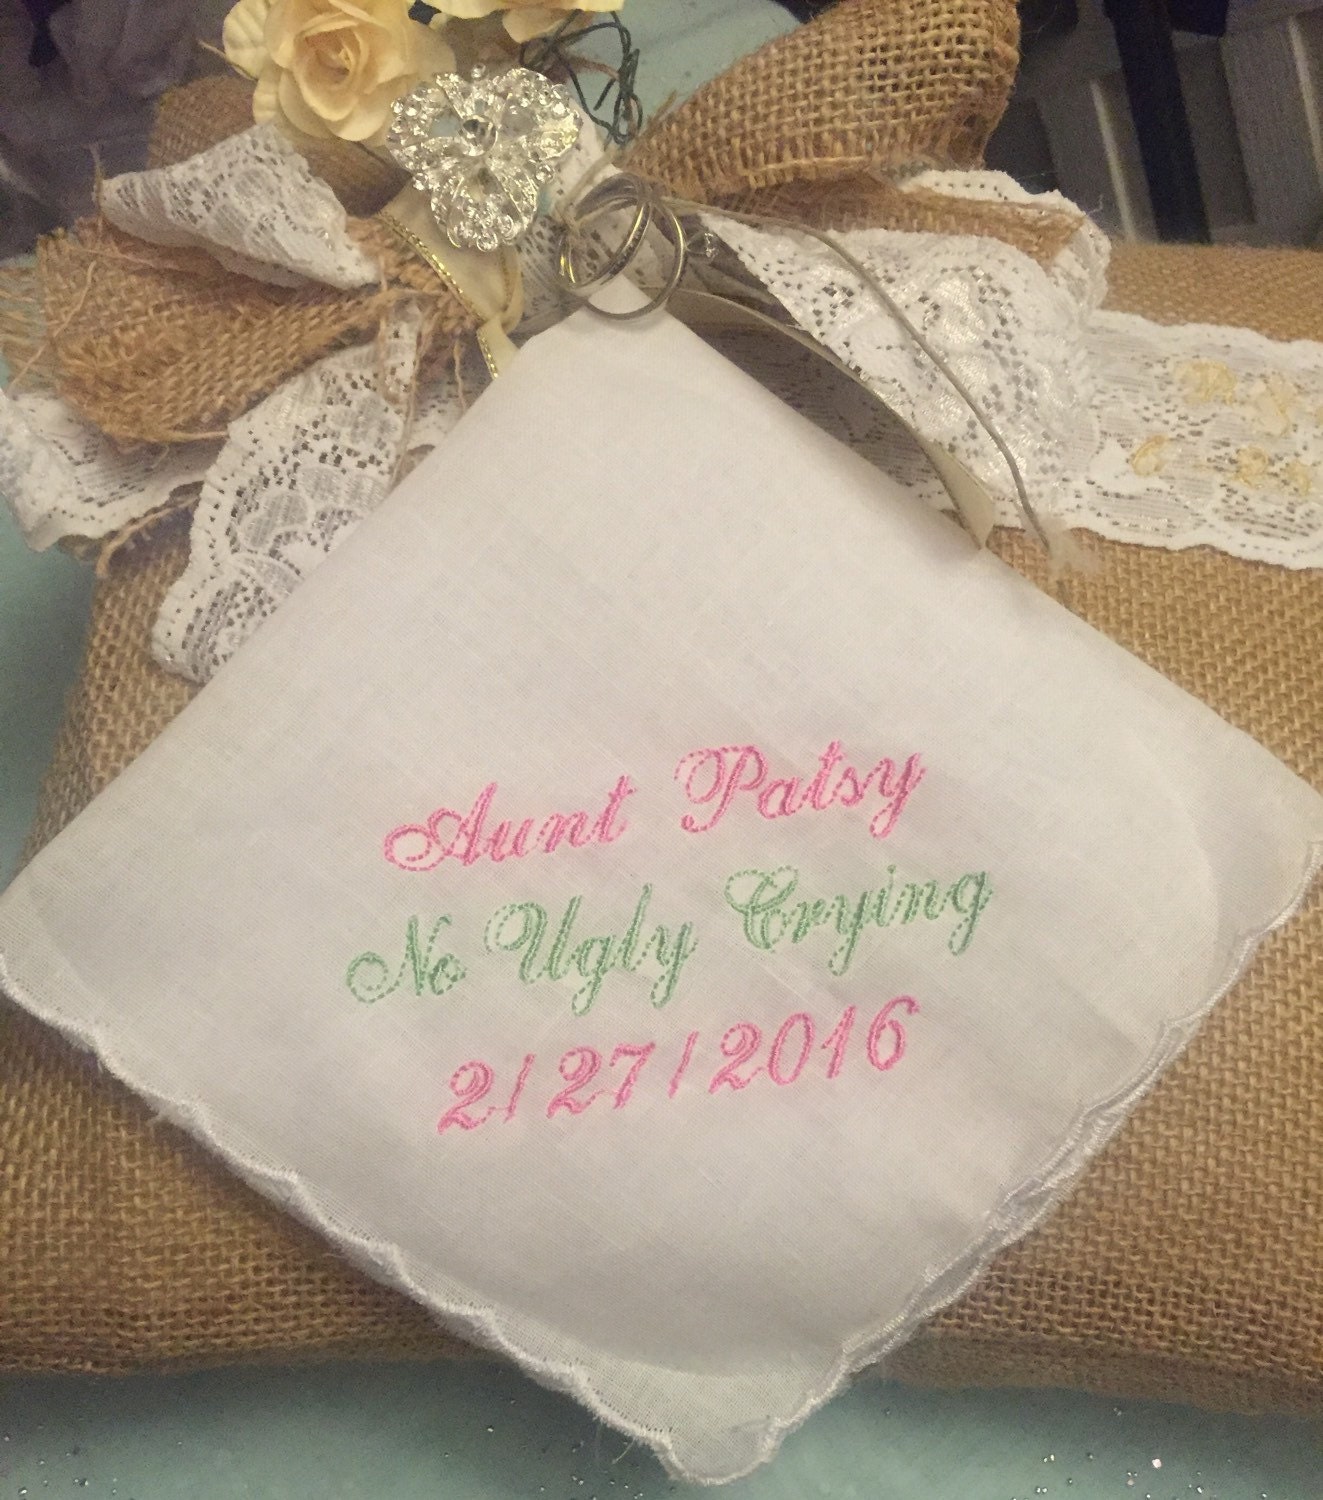 Aunt Patsy
No Ugly Crying
2/27/2016